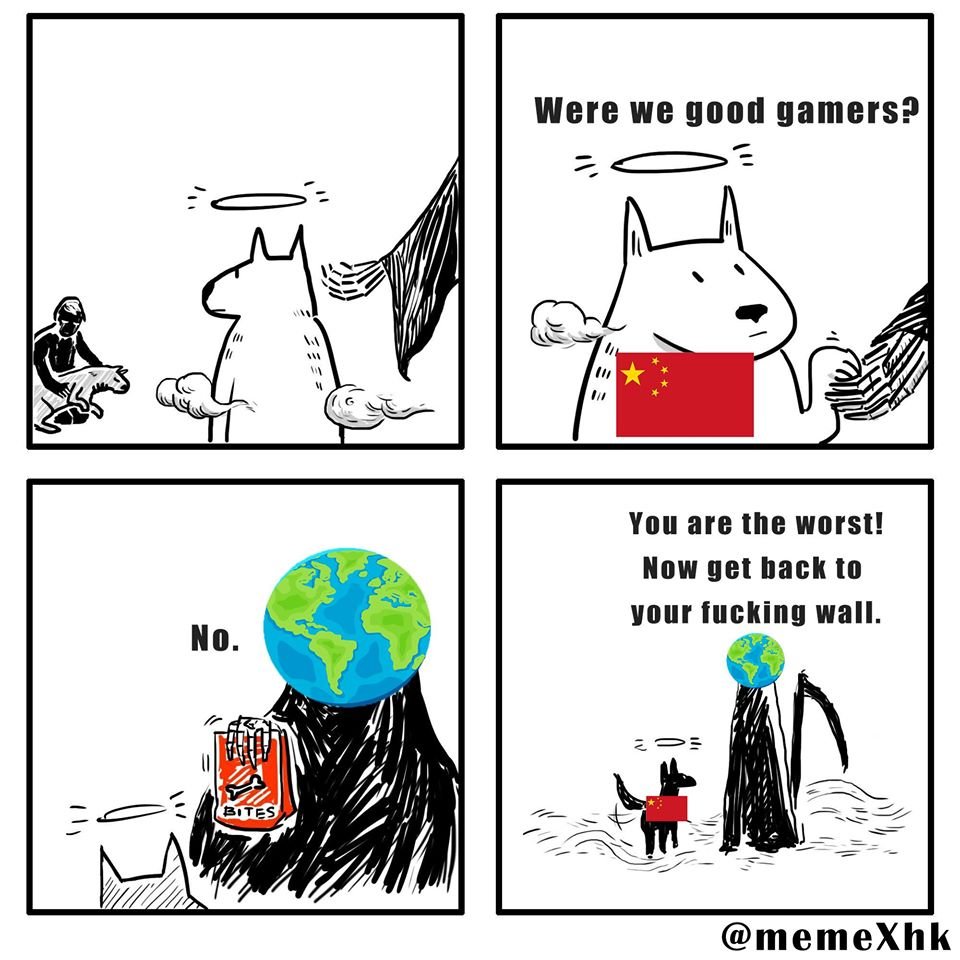 Were we good gamers?
No.
BITES
You are the worst!
Now get back to
your fucking wall.
@memeXhk